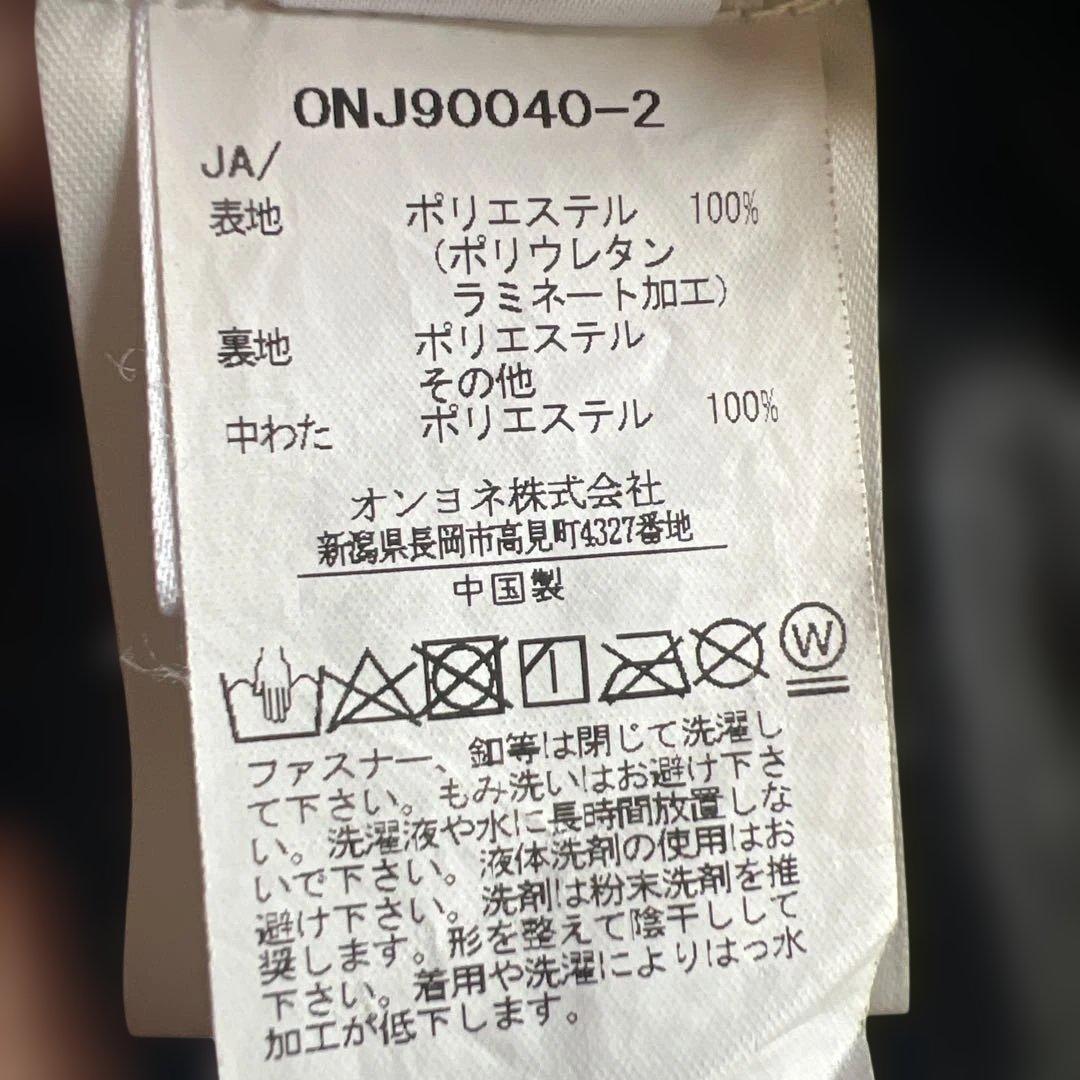 ONJ90040-2
JA/
表地 ポリエステル 100%
(ポリウレタン
ラミネート加工)
裏地 ポリエステル
その他
中わた ポリエステル 100%
オンヨネ株式会社
新潟県長岡市高見町4327番地
中国製
W
ファスナー、釦等は閉じて洗濯し
て下さい。もみ洗いはお避け下さ
い。洗濯液や水に長時間放置しな
いで下さい。液体洗剤の使用はお
避け下さい。洗剤は粉末洗剤を推
奨します。形を整えて陰干しして
下さい。着用や洗濯によりはっ水
加工が低下します。